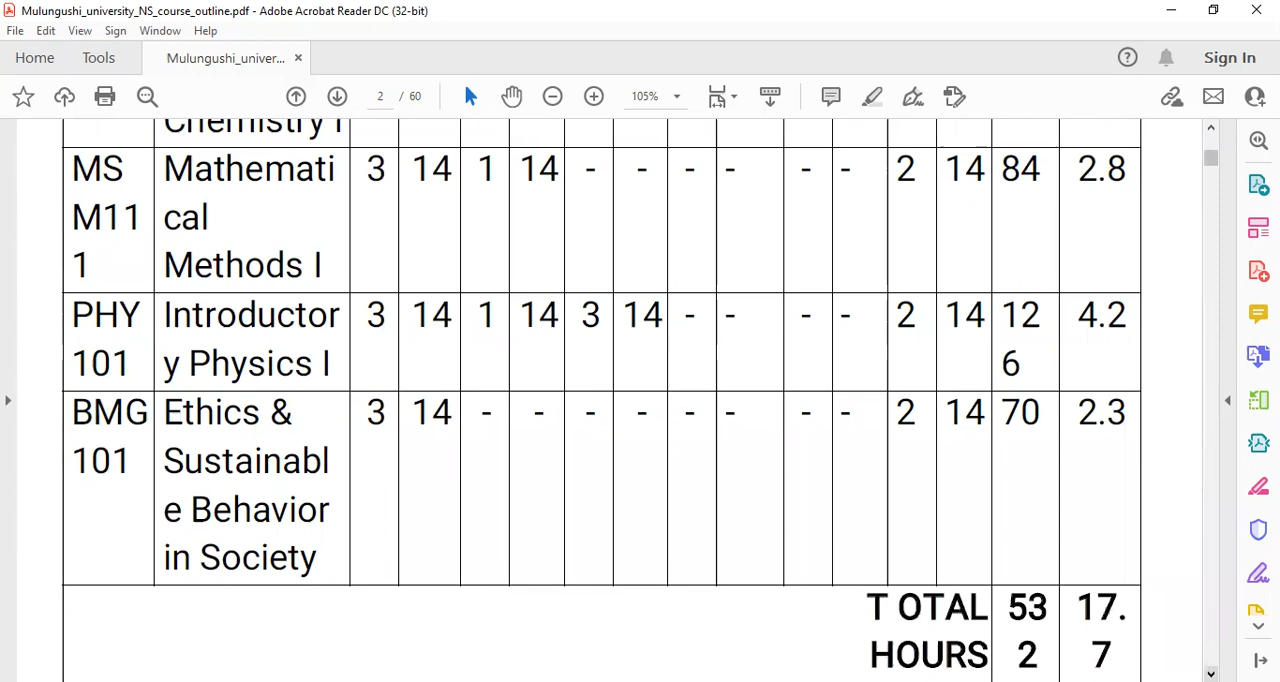 Mulungushi_university_NS_course_outline.pdf - Adobe Acrobat Reader DC (32-bit)
File Edit View Sign Window Help
Home Tools Mulungushi_univer... × Sign In
2 / 60 105%
Chemistry I
MS Mathemati 3 14 1 14 - - - - - - 2 14 84 2.8
M11 cal
1 Methods I
PHY Introductor 3 14 1 14 3 14 - - - - 2 14 12 4.2
101 y Physics I 6
BMG Ethics & 3 14 - - - - - - - - 2 14 70 2.3
101 Sustainabl
e Behavior
in Society
T OTAL 53 17.
HOURS 2 7